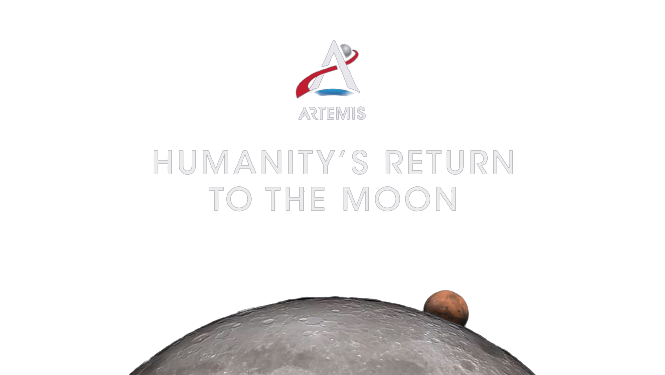 ARTEMIS
HUMANITY’S RETURN
TO THE MOON